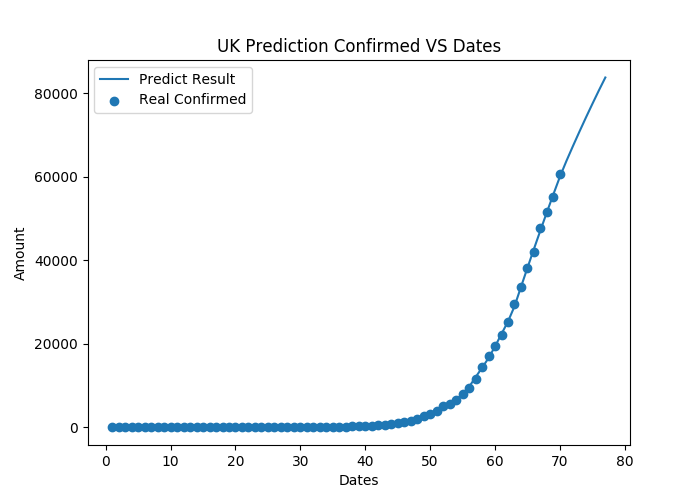 UK Prediction Confirmed VS Dates
Predict Result
Real Confirmed
80000
60000
40000
20000
0
Amount
0 10 20 30 40 50 60 70 80
Dates